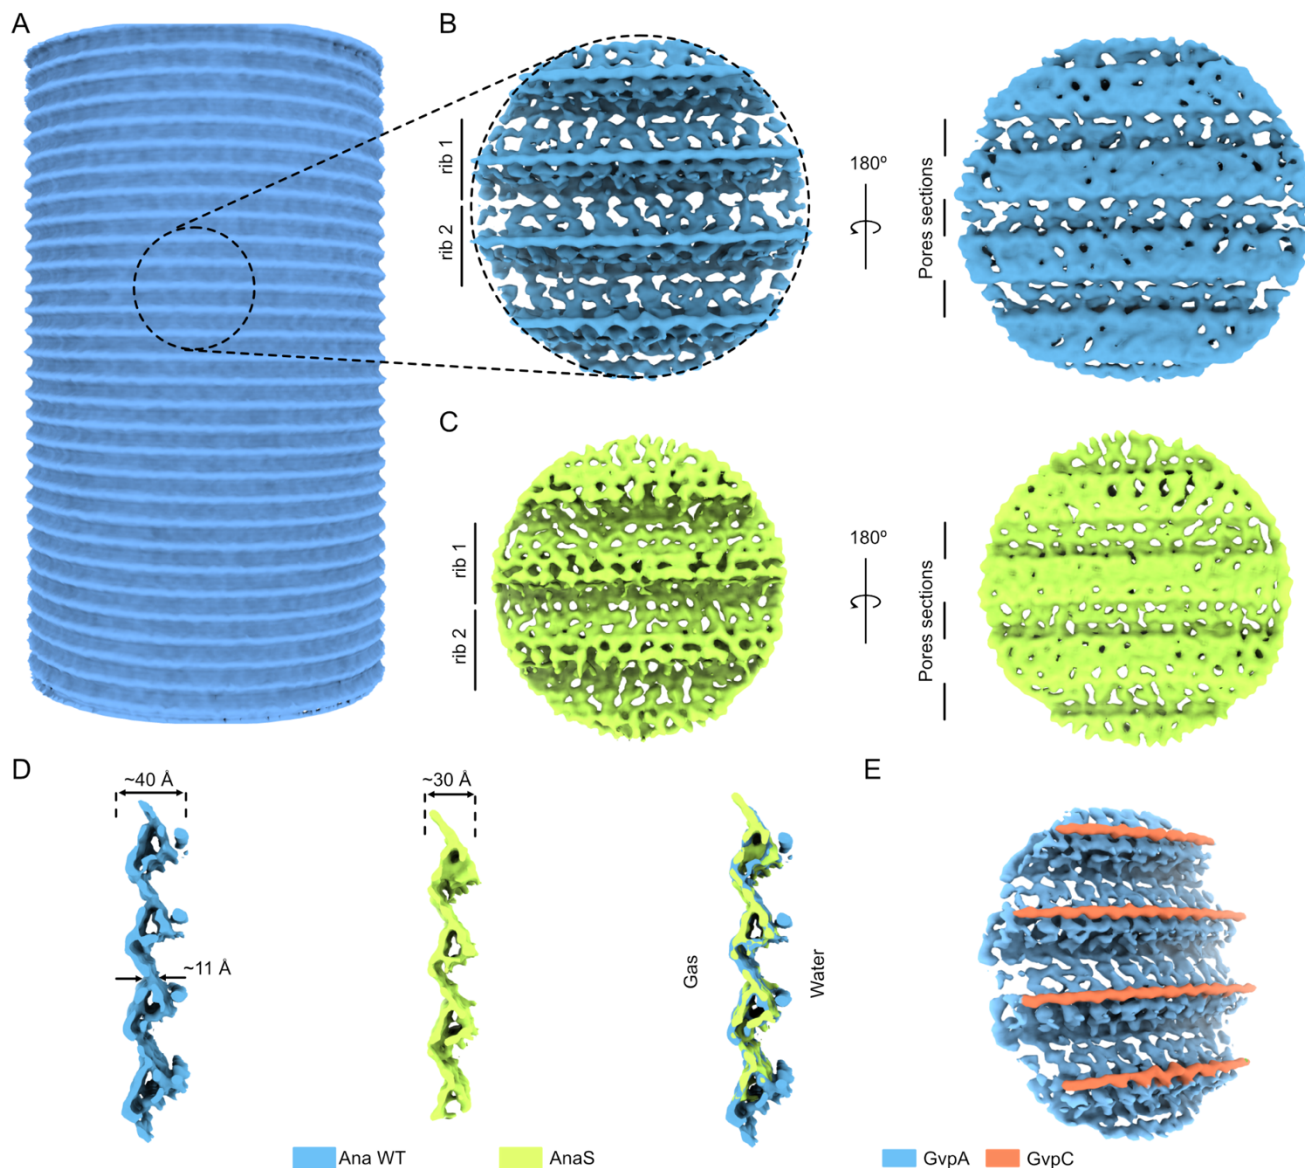 A
B
rib 1
rib 2
180º
Pores sections
C
rib 1
rib 2
180º
Pores sections
D
~40 Å
~11 Å
~30 Å
Gas
Water
E
Ana WT
AnaS
GvpA
GvpC